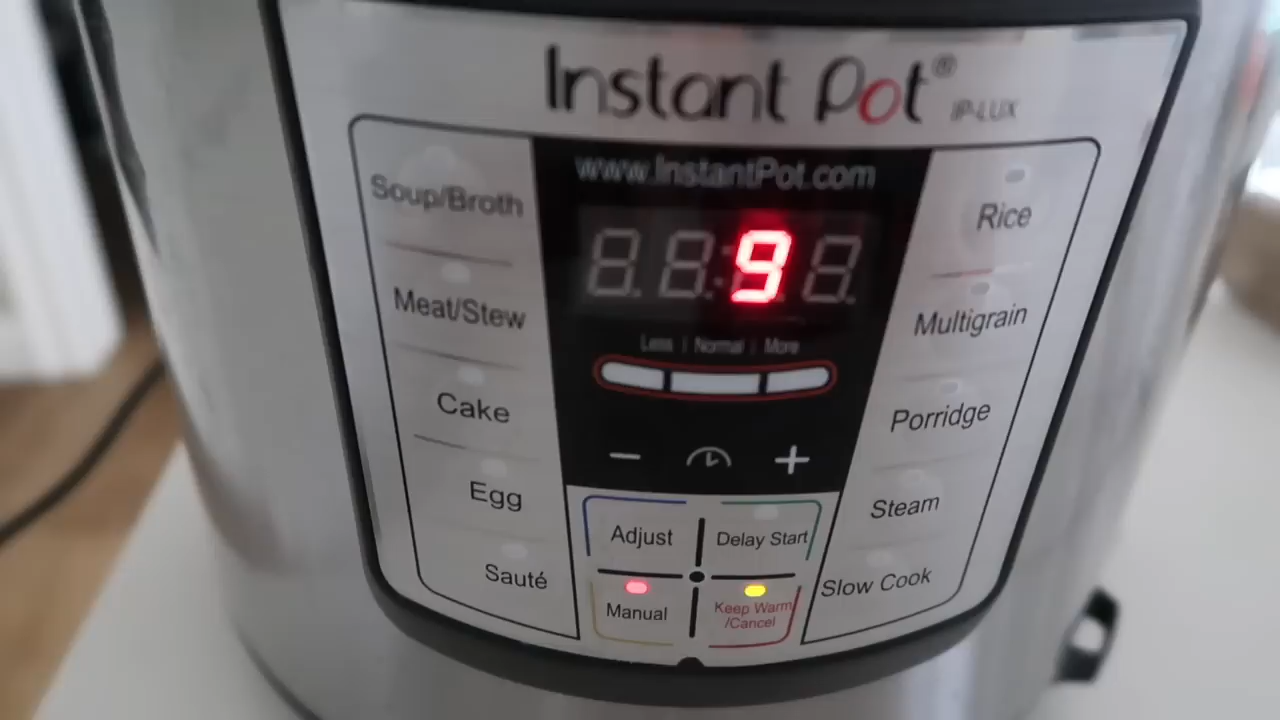 Instant Pot®
IP-LUX
www.InstantPot.com
9
Less | Normal | More
− +
Soup/Broth
Meat/Stew
Cake
Egg
Sauté
Rice
Multigrain
Porridge
Steam
Slow Cook
Adjust
Delay Start
Manual
Keep Warm
/Cancel